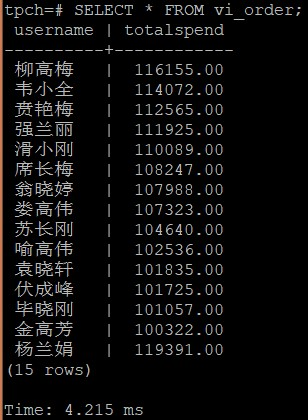 tpch=# SELECT * FROM vi_order;
username | totalspend
----------+------------
柳高梅 | 116155.00
韦小全 | 114072.00
贲艳梅 | 112565.00
强兰丽 | 111925.00
滑小刚 | 110089.00
席长梅 | 108247.00
翁晓婷 | 107988.00
娄高伟 | 107323.00
苏长刚 | 104640.00
喻高伟 | 102536.00
袁晓轩 | 101835.00
伏成峰 | 101725.00
毕晓刚 | 101057.00
金高芳 | 100322.00
杨兰娟 | 119391.00
(15 rows)
Time: 4.215 ms